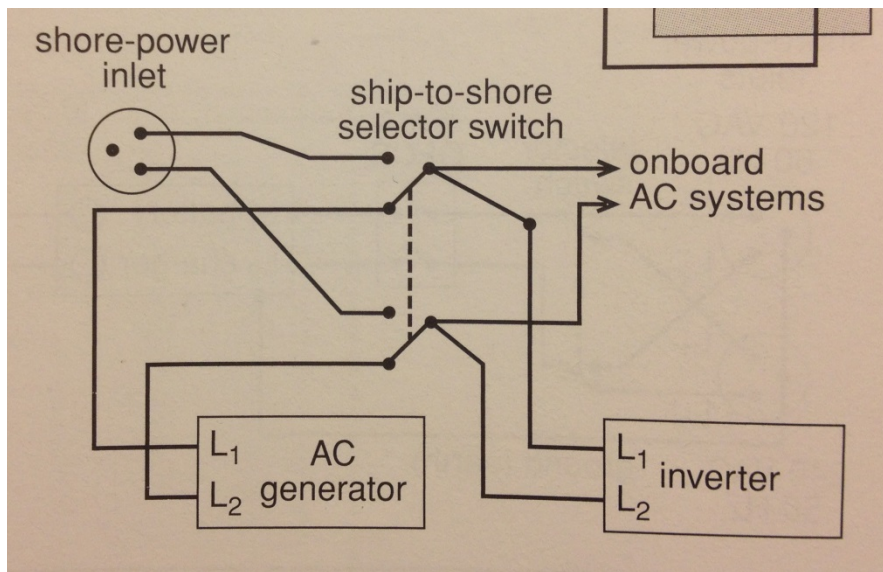 shore-power
inlet
ship-to-shore
selector switch
onboard
AC systems
L1
AC
generator
L2
L1
inverter
L2